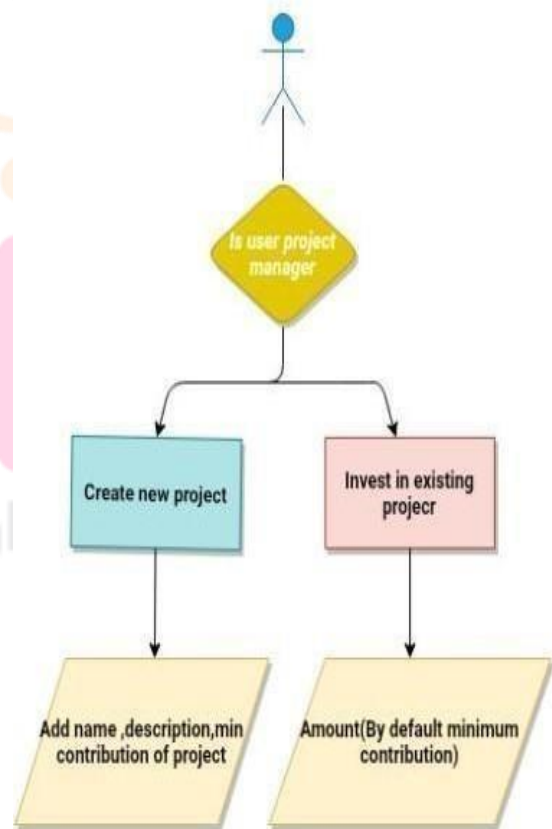 Is user project
manager
Create new project
Invest in existing
projecr
Add name ,description,min
contribution of project
Amount(By default minimum
contribution)